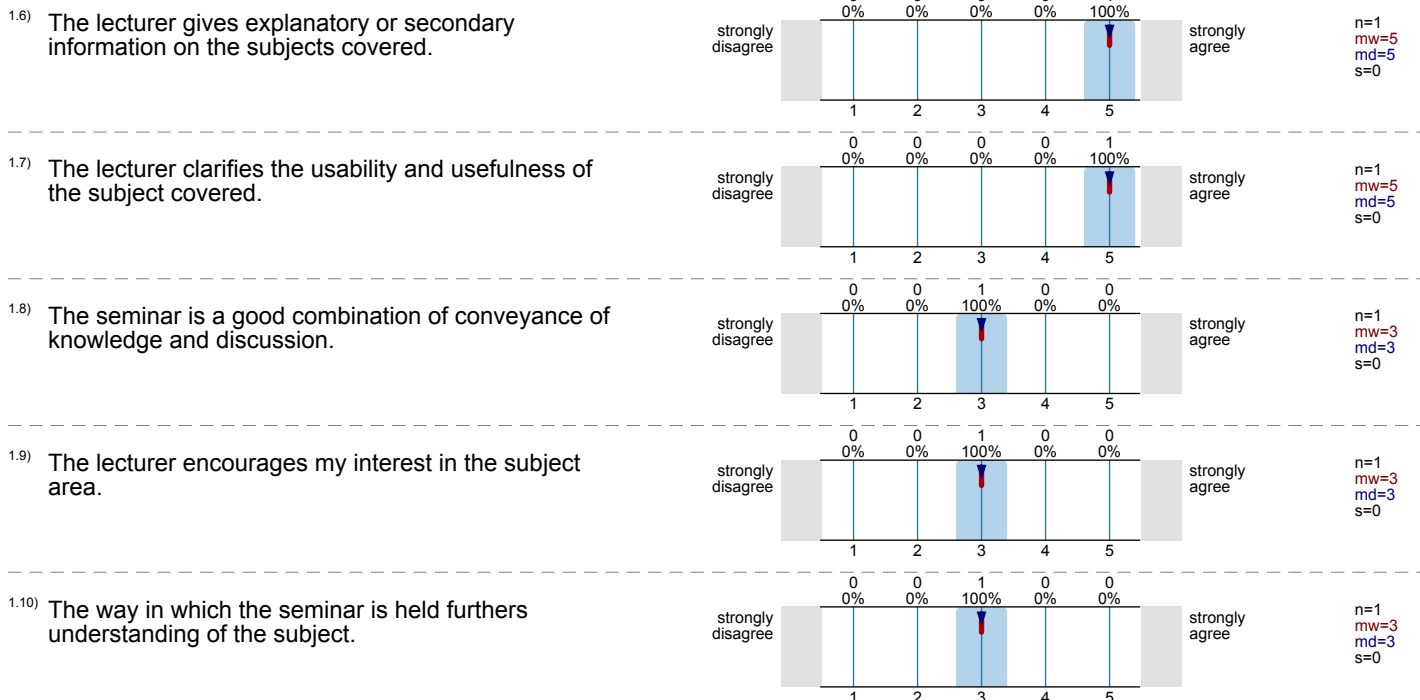 1.6) The lecturer gives explanatory or secondary
information on the subjects covered.
0% 0% 0% 0% 100%
strongly
disagree
strongly
agree
n=1
mw=5
md=5
s=0
1 2 3 4 5
1.7) The lecturer clarifies the usability and usefulness of
the subject covered.
0 0 0 0 1
0% 0% 0% 0% 100%
strongly
disagree
strongly
agree
n=1
mw=5
md=5
s=0
1 2 3 4 5
1.8) The seminar is a good combination of conveyance of
knowledge and discussion.
0 0 1 0 0
0% 0% 100% 0% 0%
strongly
disagree
strongly
agree
n=1
mw=3
md=3
s=0
1 2 3 4 5
1.9) The lecturer encourages my interest in the subject
area.
0 0 1 0 0
0% 0% 100% 0% 0%
strongly
disagree
strongly
agree
n=1
mw=3
md=3
s=0
1 2 3 4 5
1.10) The way in which the seminar is held furthers
understanding of the subject.
0 0 1 0 0
0% 0% 100% 0% 0%
strongly
disagree
strongly
agree
n=1
mw=3
md=3
s=0
1 2 3 4 5